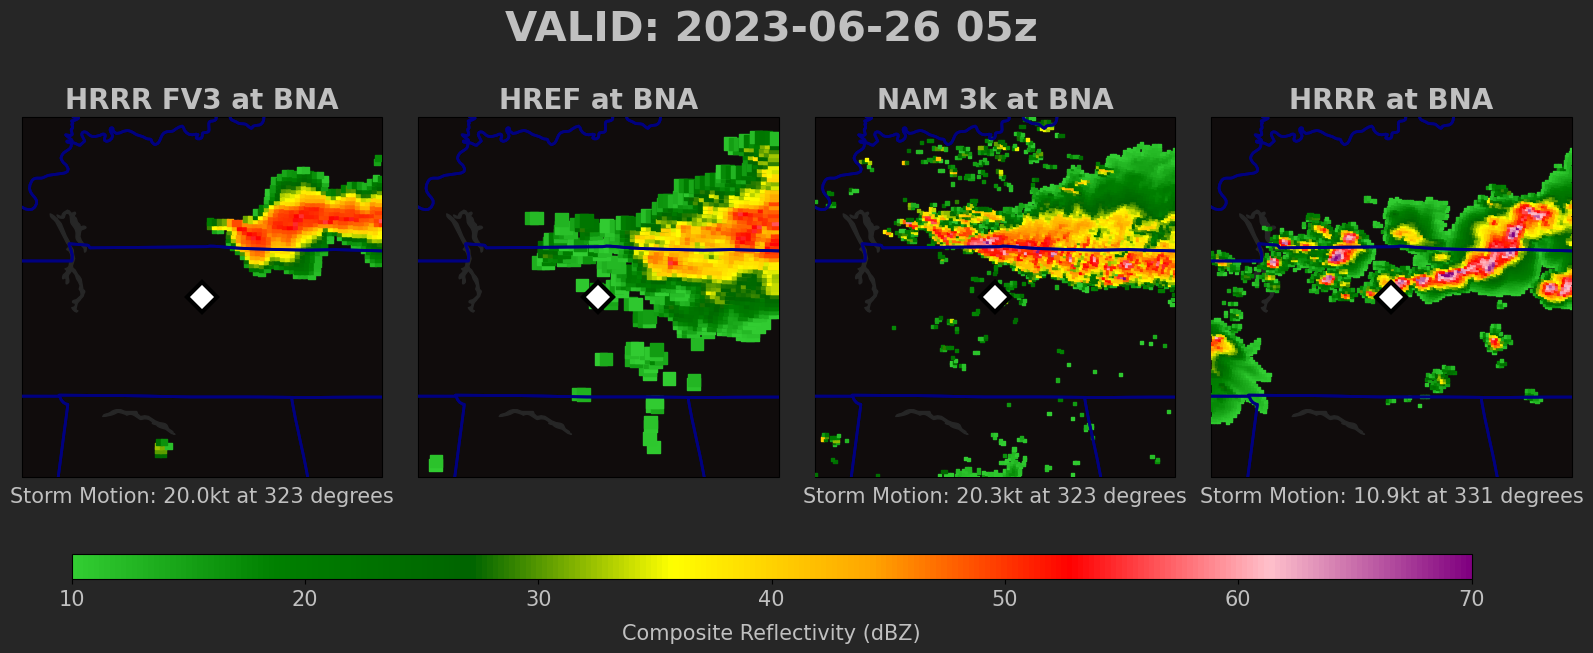 VALID: 2023-06-26 05z
HRRR FV3 at BNA
HREF at BNA
NAM 3k at BNA
HRRR at BNA
Storm Motion: 20.0kt at 323 degrees
Storm Motion: 20.3kt at 323 degrees
Storm Motion: 10.9kt at 331 degrees
10 20 30 40 50 60 70
Composite Reflectivity (dBZ)